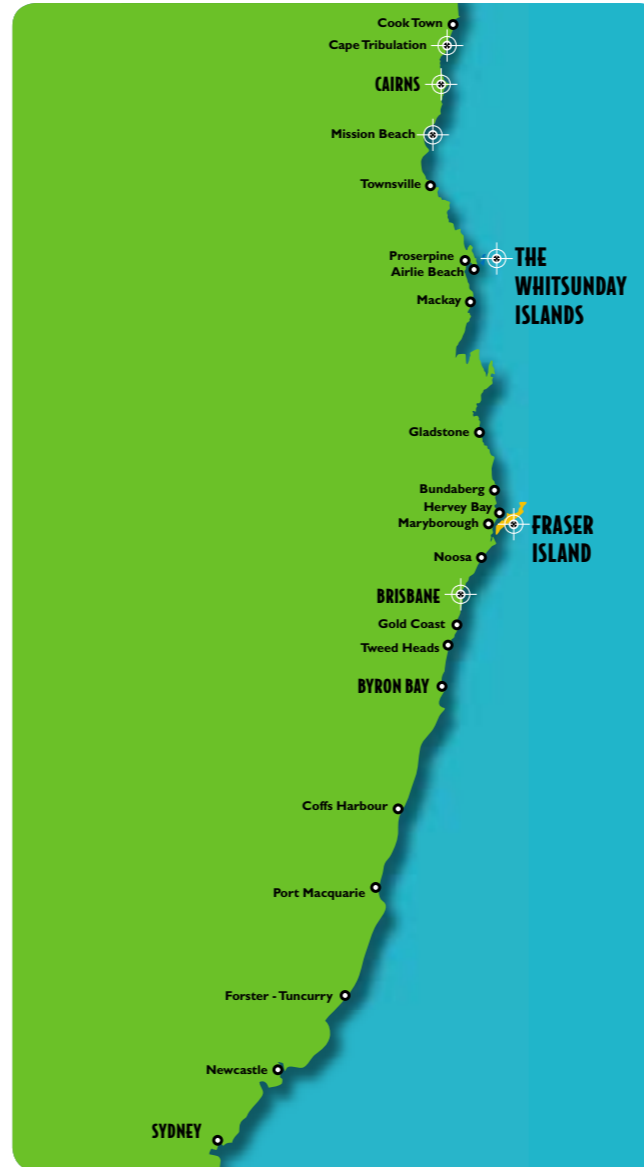 Cook Town
Cape Tribulation
CAIRNS
Mission Beach
Townsville
Proserpine
Airlie Beach
THE
WHITSUNDAY
ISLANDS
Mackay
Gladstone
Bundaberg
Hervey Bay
Maryborough
FRASER
ISLAND
Noosa
BRISBANE
Gold Coast
Tweed Heads
BYRON BAY
Coffs Harbour
Port Macquarie
Forster - Tuncurry
Newcastle
SYDNEY